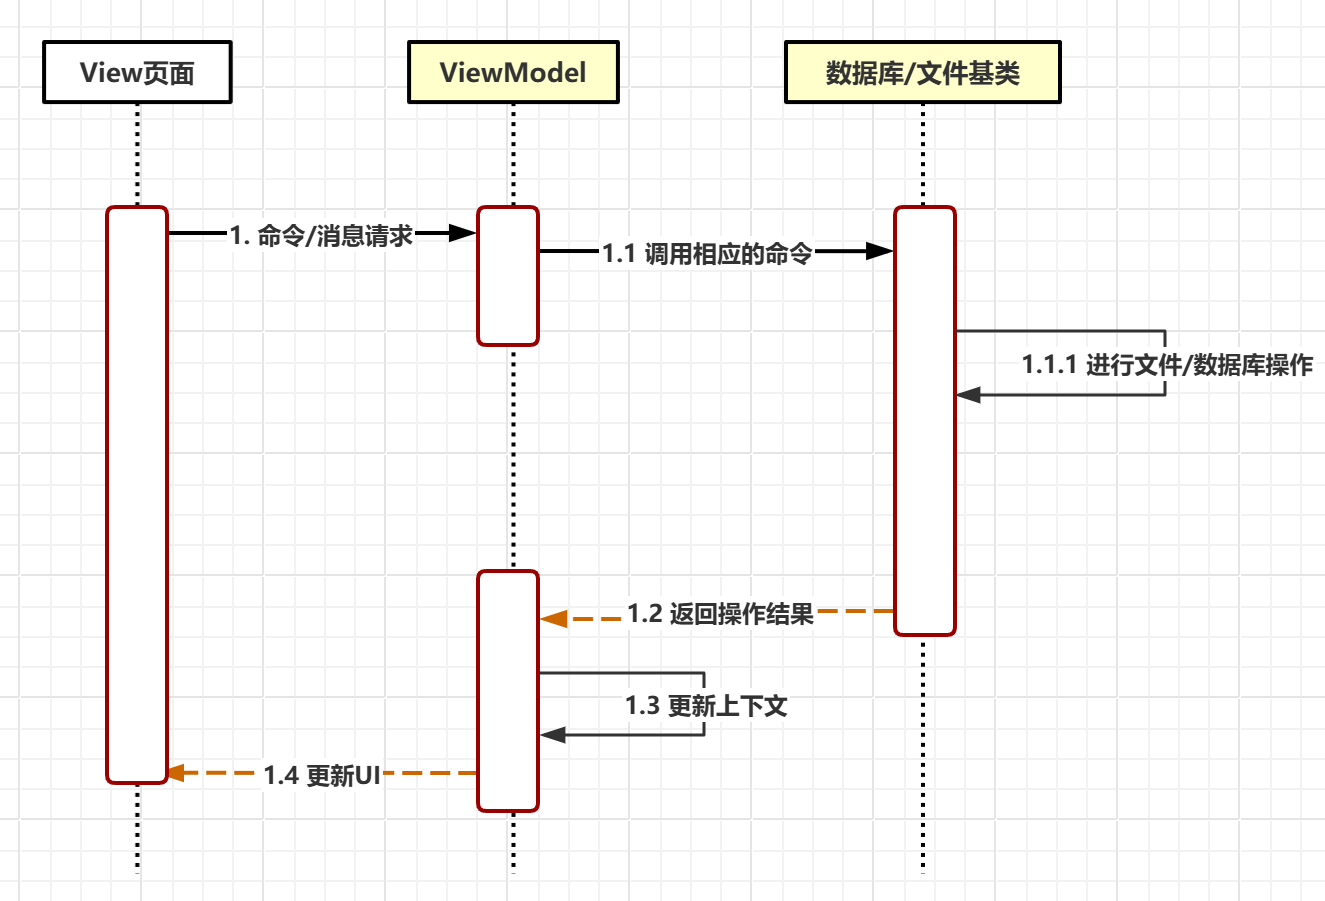 View页面
ViewModel
数据库/文件基类
1. 命令/消息请求
1.1 调用相应的命令
1.1.1 进行文件/数据库操作
1.2 返回操作结果
1.3 更新上下文
1.4 更新UI